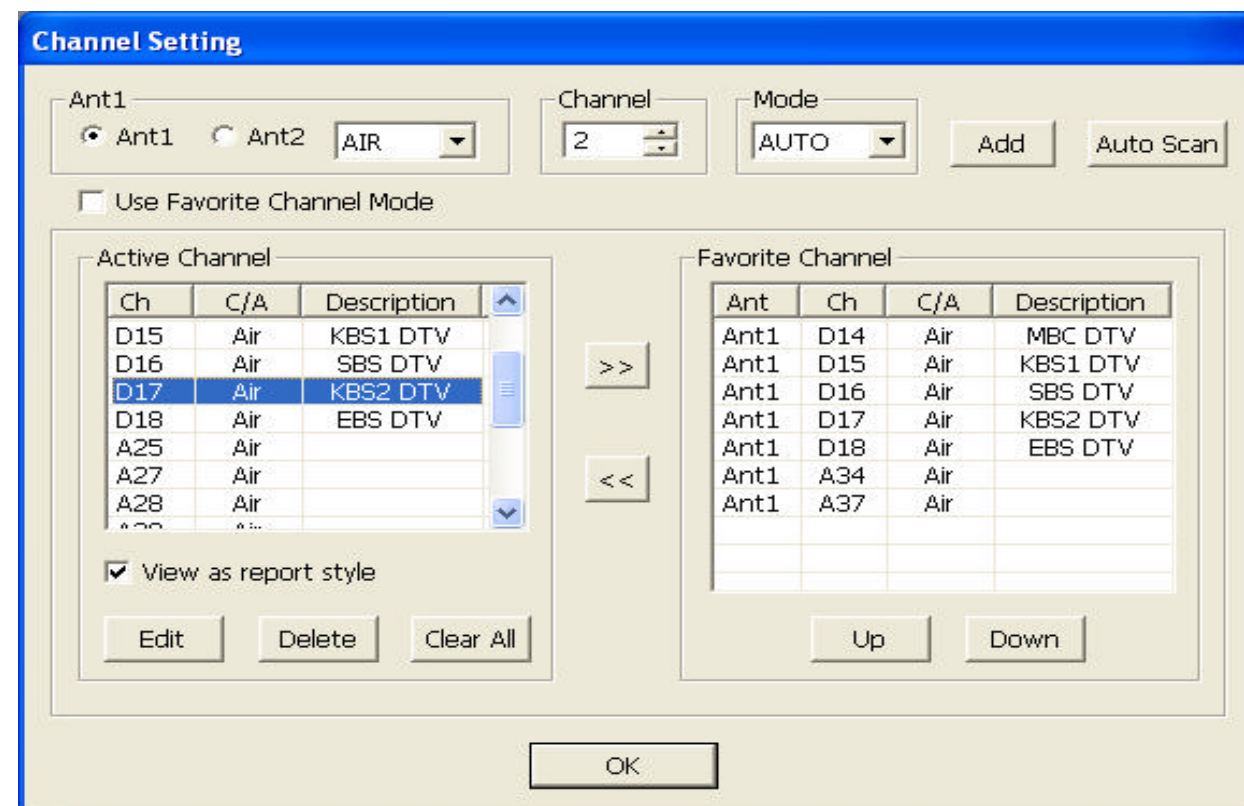 Channel Setting
Ant1
Channel
Mode
Ant1 Ant2 AIR
2
AUTO
Add
Auto Scan
Use Favorite Channel Mode
Active Channel
Ch C/A Description
D15 Air KBS1 DTV
D16 Air SBS DTV
D17 Air KBS2 DTV
D18 Air EBS DTV
A25 Air
A27 Air
A28 Air
View as report style
Edit Delete Clear All
>>
<<
Favorite Channel
Ant Ch C/A Description
Ant1 D14 Air MBC DTV
Ant1 D15 Air KBS1 DTV
Ant1 D16 Air SBS DTV
Ant1 D17 Air KBS2 DTV
Ant1 D18 Air EBS DTV
Ant1 A34 Air
Ant1 A37 Air
Up Down
OK